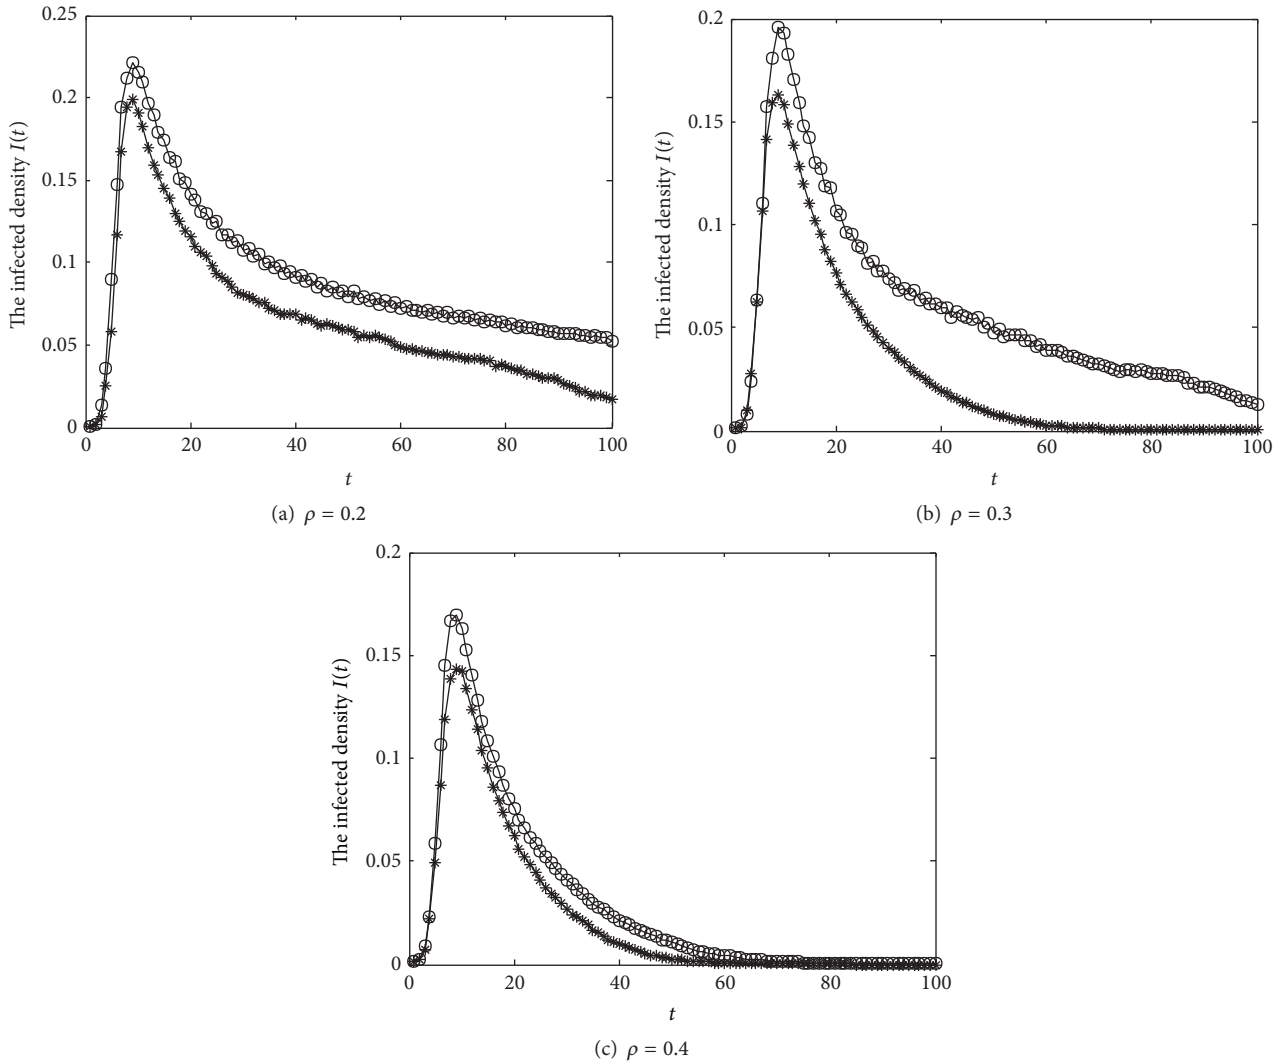 The infected density I(t)
0.25
0.2
0.15
0.1
0.05
0
0 20 40 60 80 100
t
(a) ρ = 0.2
The infected density I(t)
0.2
0.15
0.1
0.05
0
0 20 40 60 80 100
t
(b) ρ = 0.3
The infected density I(t)
0.2
0.15
0.1
0.05
0
0 20 40 60 80 100
t
(c) ρ = 0.4